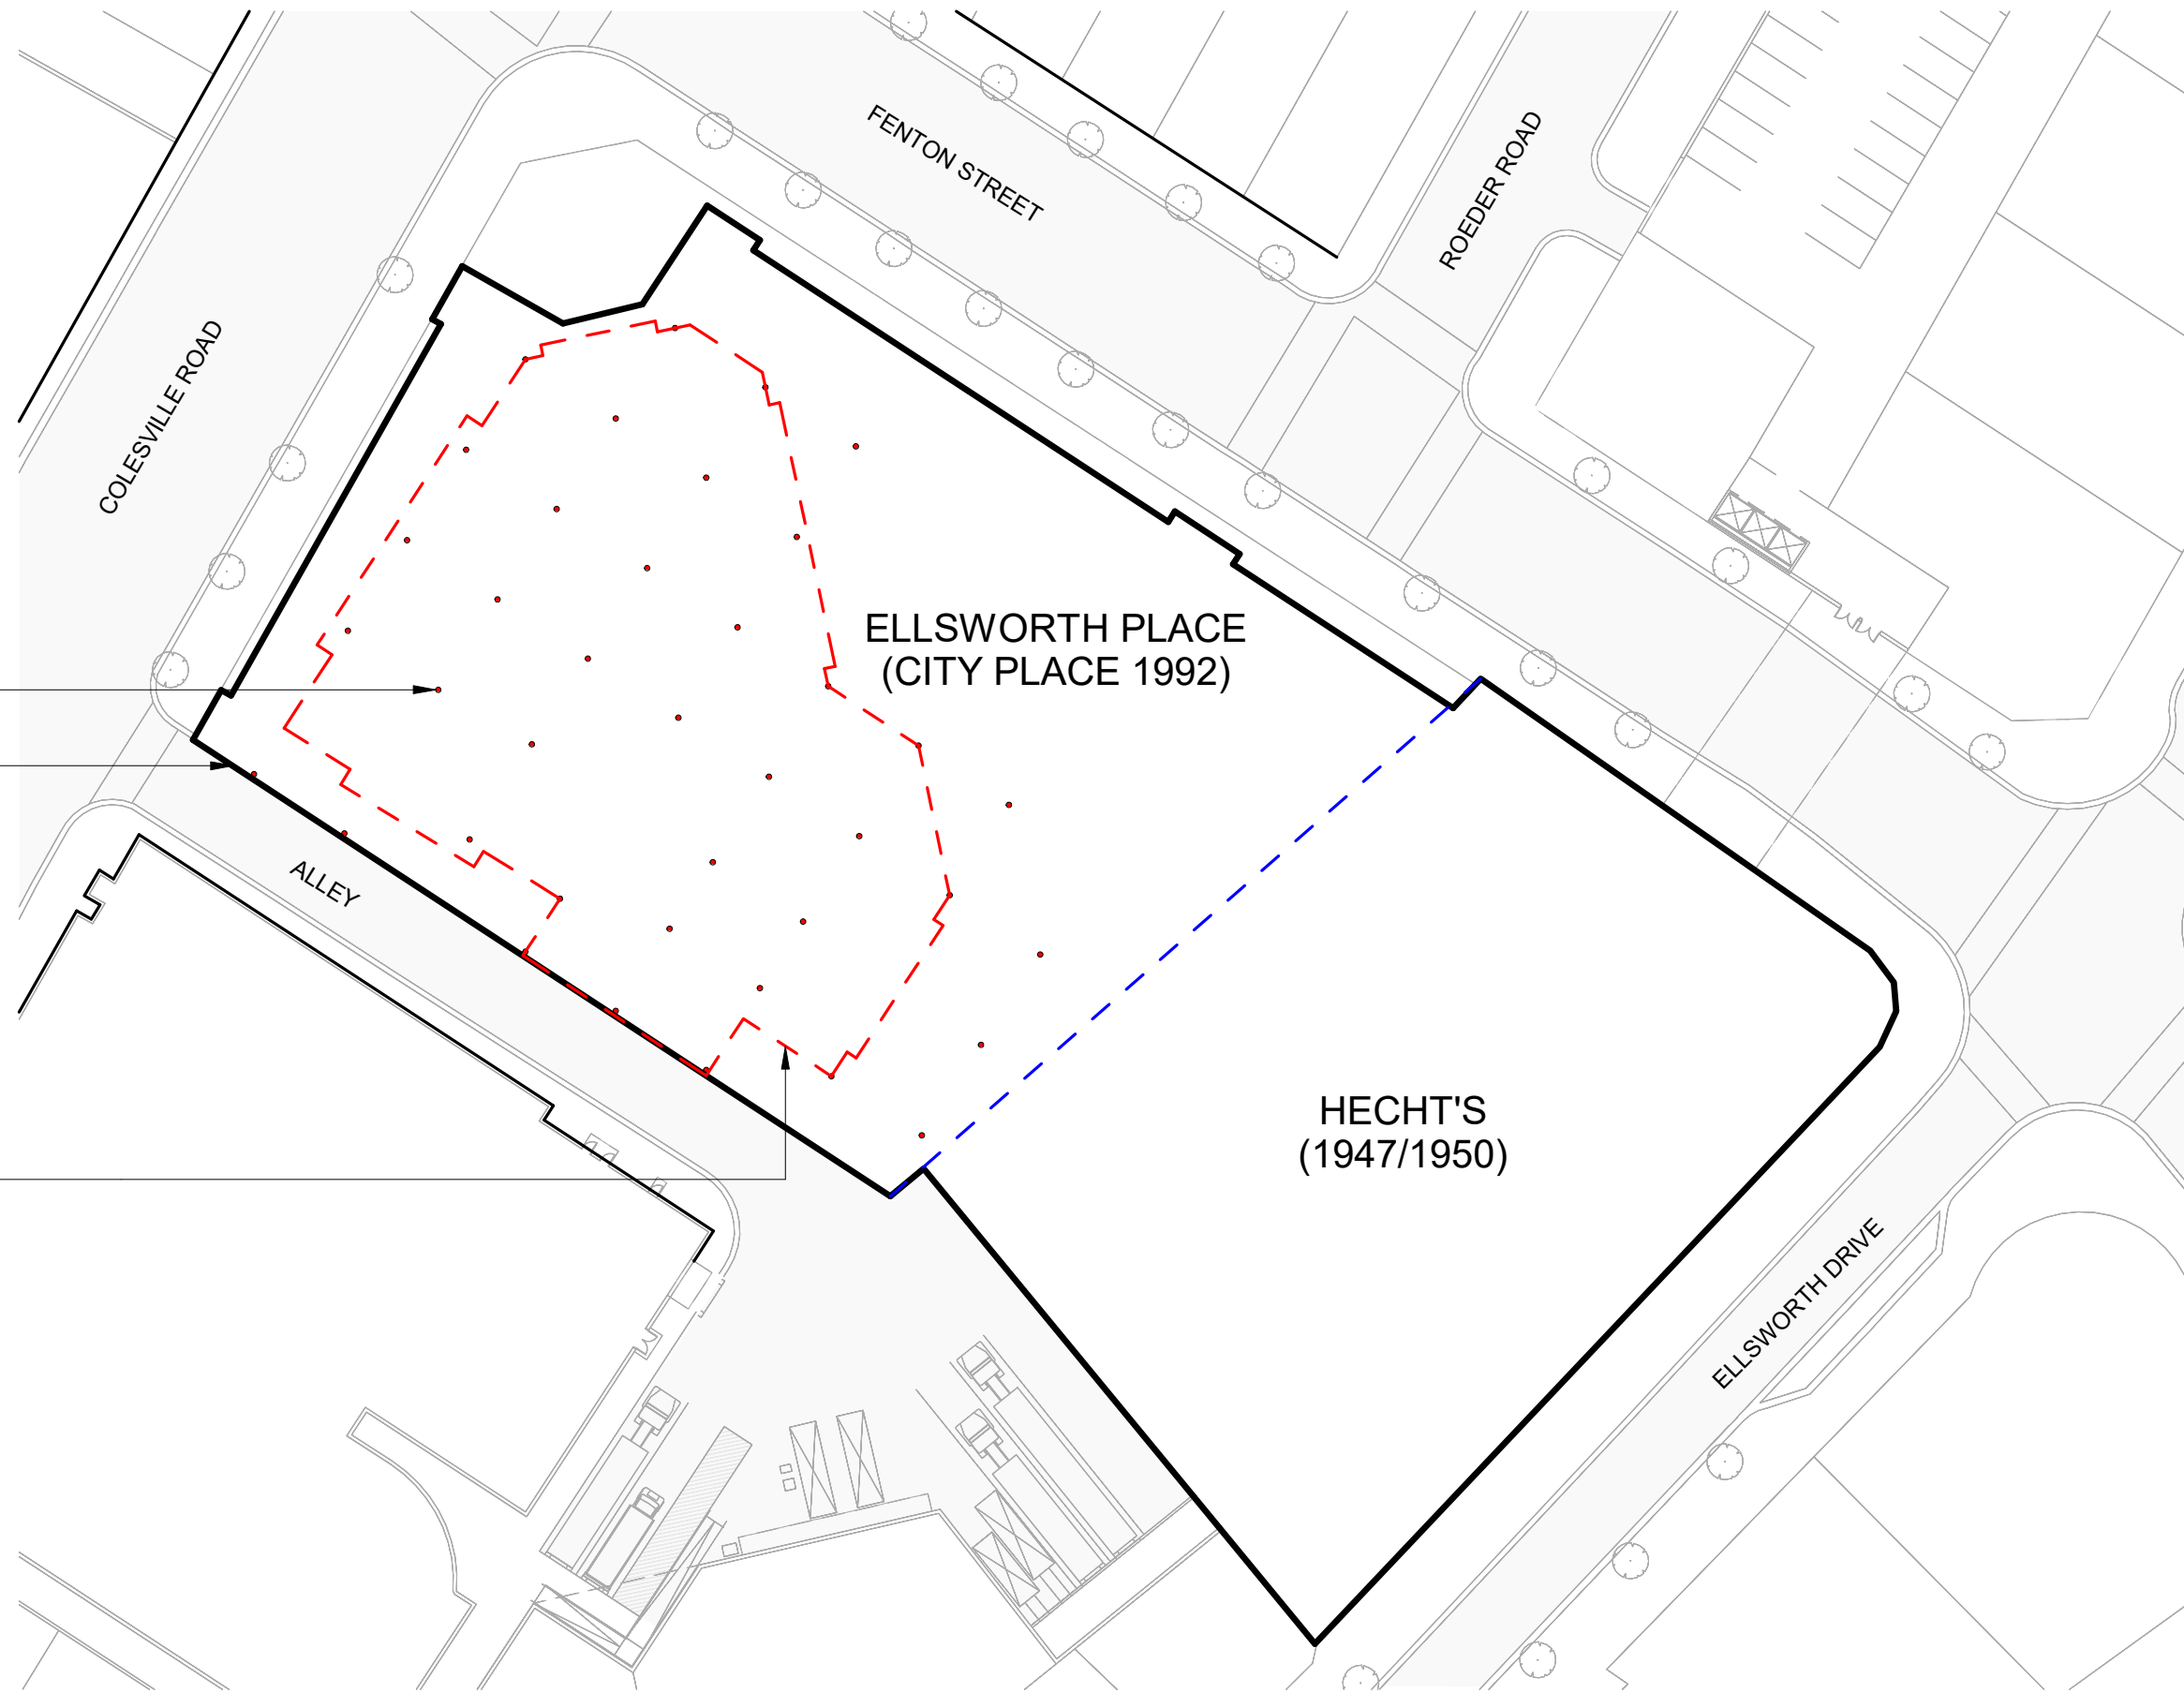 FENTON STREET
ROEDER ROAD
COLESVILLE ROAD
ELLSWORTH PLACE
(CITY PLACE 1992)
ALLEY
HECHT'S
(1947/1950)
ELLSWORTH DRIVE